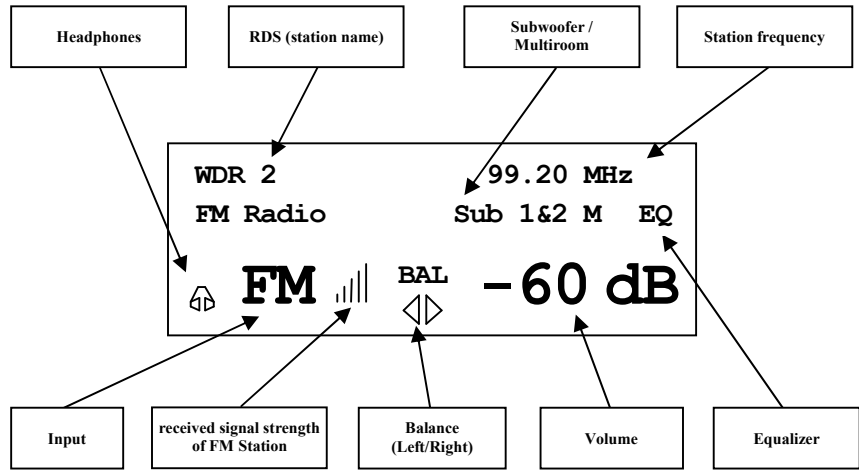 Headphones
RDS (station name)
Subwoofer /
Multiroom
Station frequency
WDR 2
99.20 MHz
FM Radio
Sub 1&2 M
EQ
FM
BAL
-60 dB
Input
received signal strength
of FM Station
Balance
(Left/Right)
Volume
Equalizer